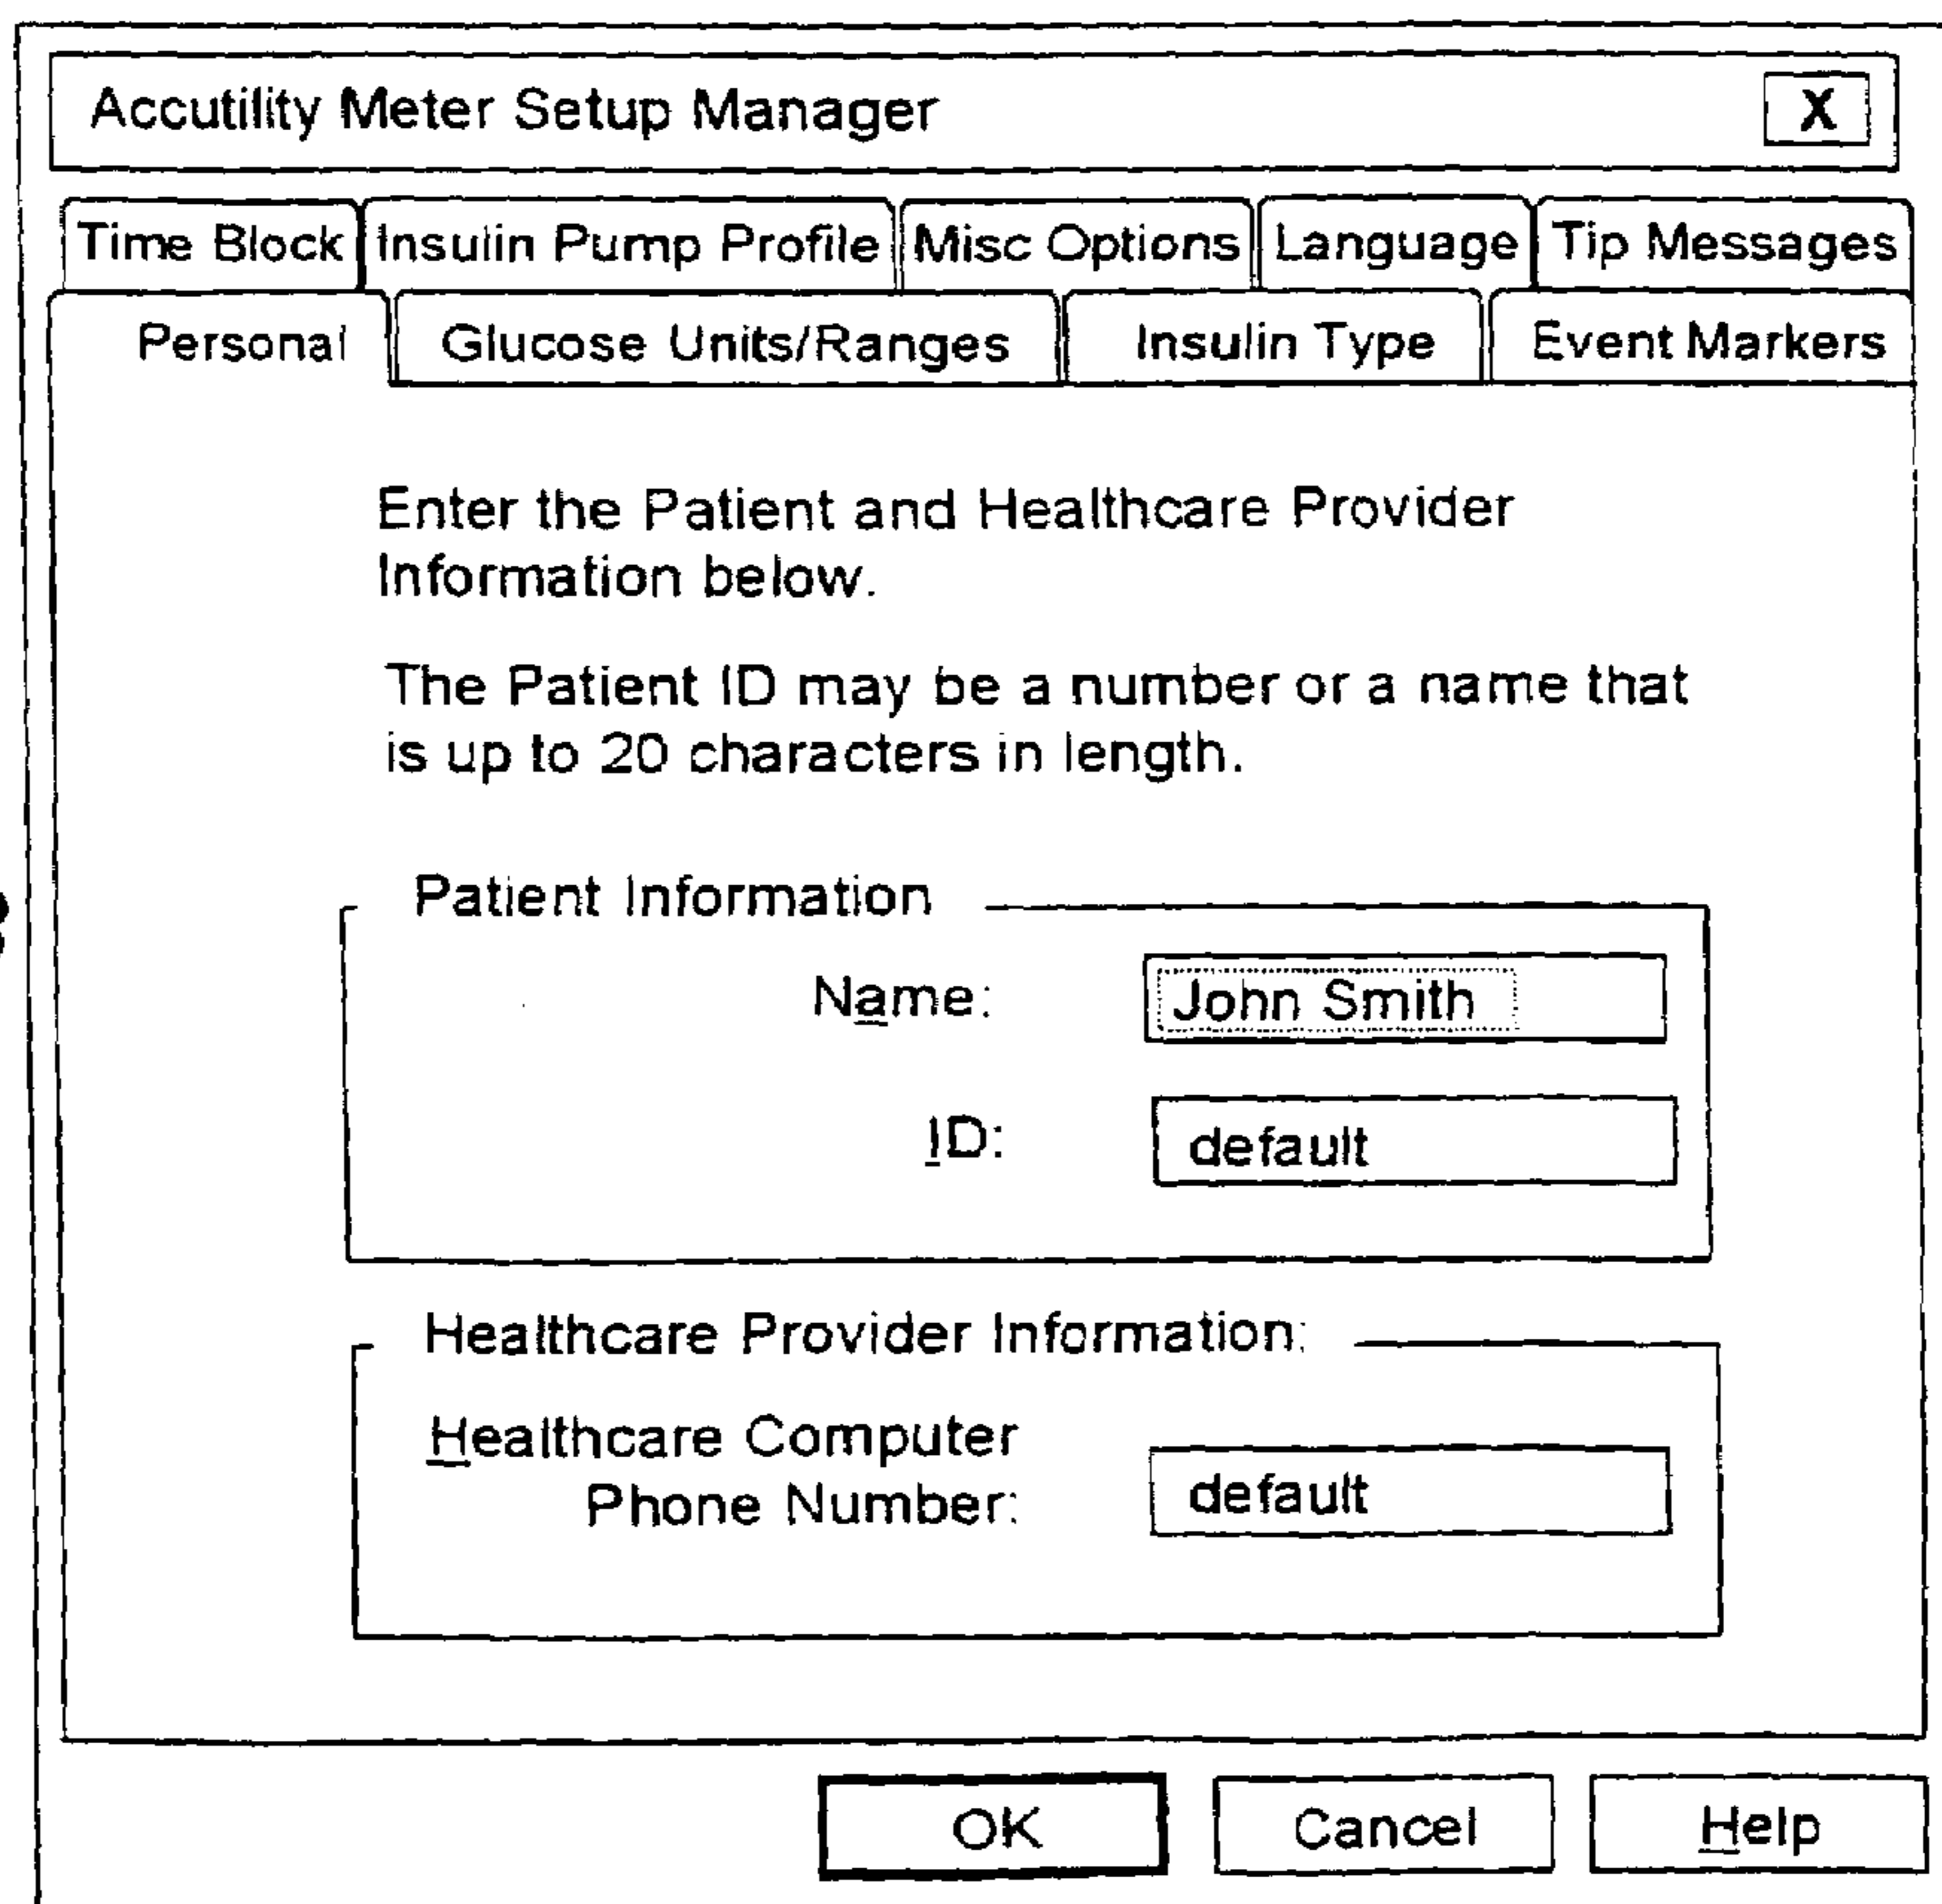 Accutility Meter Setup Manager X
Time Block Insulin Pump Profile Misc Options Language Tip Messages
Personal Glucose Units/Ranges Insulin Type Event Markers
Enter the Patient and Healthcare Provider
Information below.
The Patient ID may be a number or a name that
is up to 20 characters in length.
Patient Information
Name: John Smith
ID: default
Healthcare Provider Information:
Healthcare Computer
Phone Number: default
OK Cancel Help